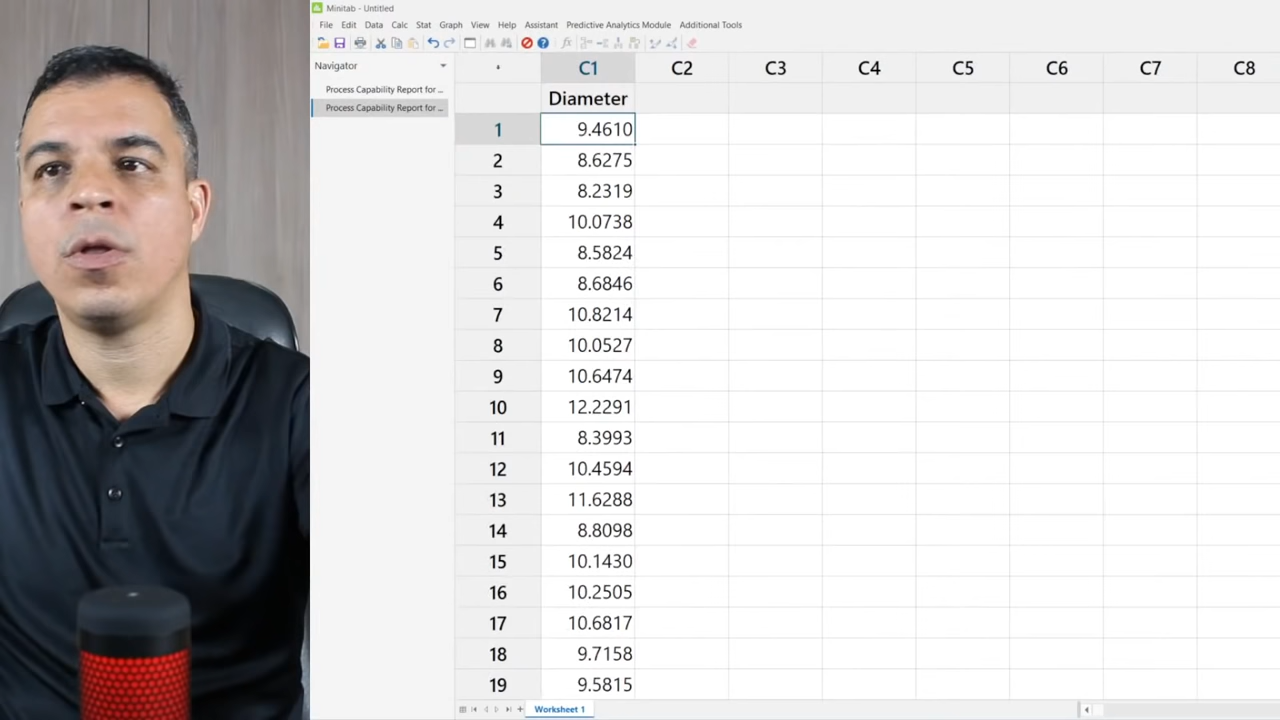 Minitab - Untitled
File Edit Data Calc Stat Graph View Help Assistant Predictive Analytics Module Additional Tools
Navigator
Process Capability Report for ...
Process Capability Report for ...
C1 C2 C3 C4 C5 C6 C7 C8
Diameter
1 9.4610
2 8.6275
3 8.2319
4 10.0738
5 8.5824
6 8.6846
7 10.8214
8 10.0527
9 10.6474
10 12.2291
11 8.3993
12 10.4594
13 11.6288
14 8.8098
15 10.1430
16 10.2505
17 10.6817
18 9.7158
19 9.5815
Worksheet 1